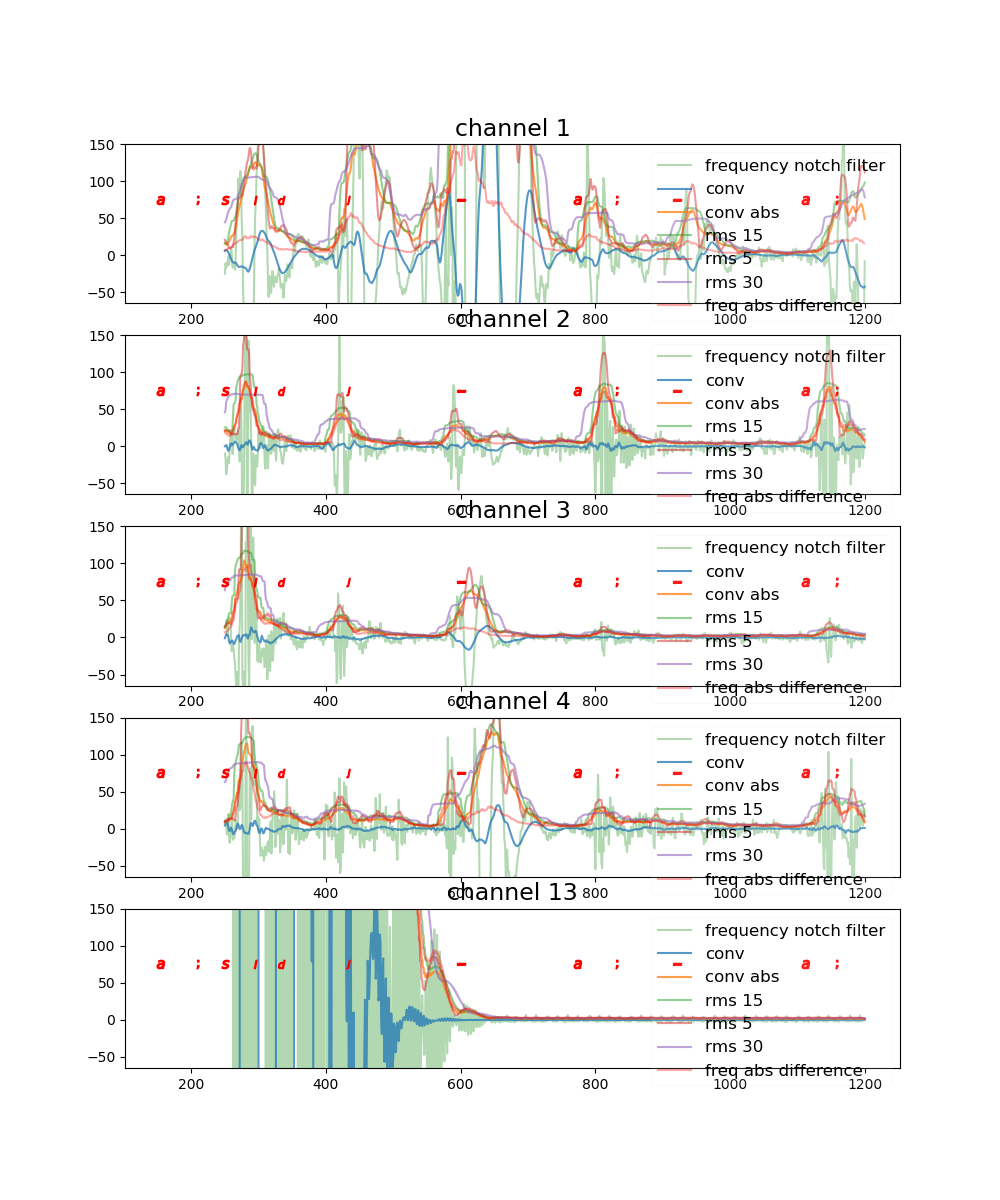 channel 1
150
100
50
0
−50
a ; s l d J − a ; − a ;
frequency notch filter
conv
conv abs
rms 15
rms 5
rms 30
freq abs difference
200 400 600 800 1000 1200
channel 2
150
100
50
0
−50
a ; s l d J − a ; − a ;
frequency notch filter
conv
conv abs
rms 15
rms 5
rms 30
freq abs difference
200 400 600 800 1000 1200
channel 3
150
100
50
0
−50
a ; s l d J − a ; − a ;
frequency notch filter
conv
conv abs
rms 15
rms 5
rms 30
freq abs difference
200 400 600 800 1000 1200
channel 4
150
100
50
0
−50
a ; s l d J − a ; − a ;
frequency notch filter
conv
conv abs
rms 15
rms 5
rms 30
freq abs difference
200 400 600 800 1000 1200
channel 13
150
100
50
0
−50
a ; s l d J − a ; − a ;
frequency notch filter
conv
conv abs
rms 15
rms 5
rms 30
freq abs difference
200 400 600 800 1000 1200